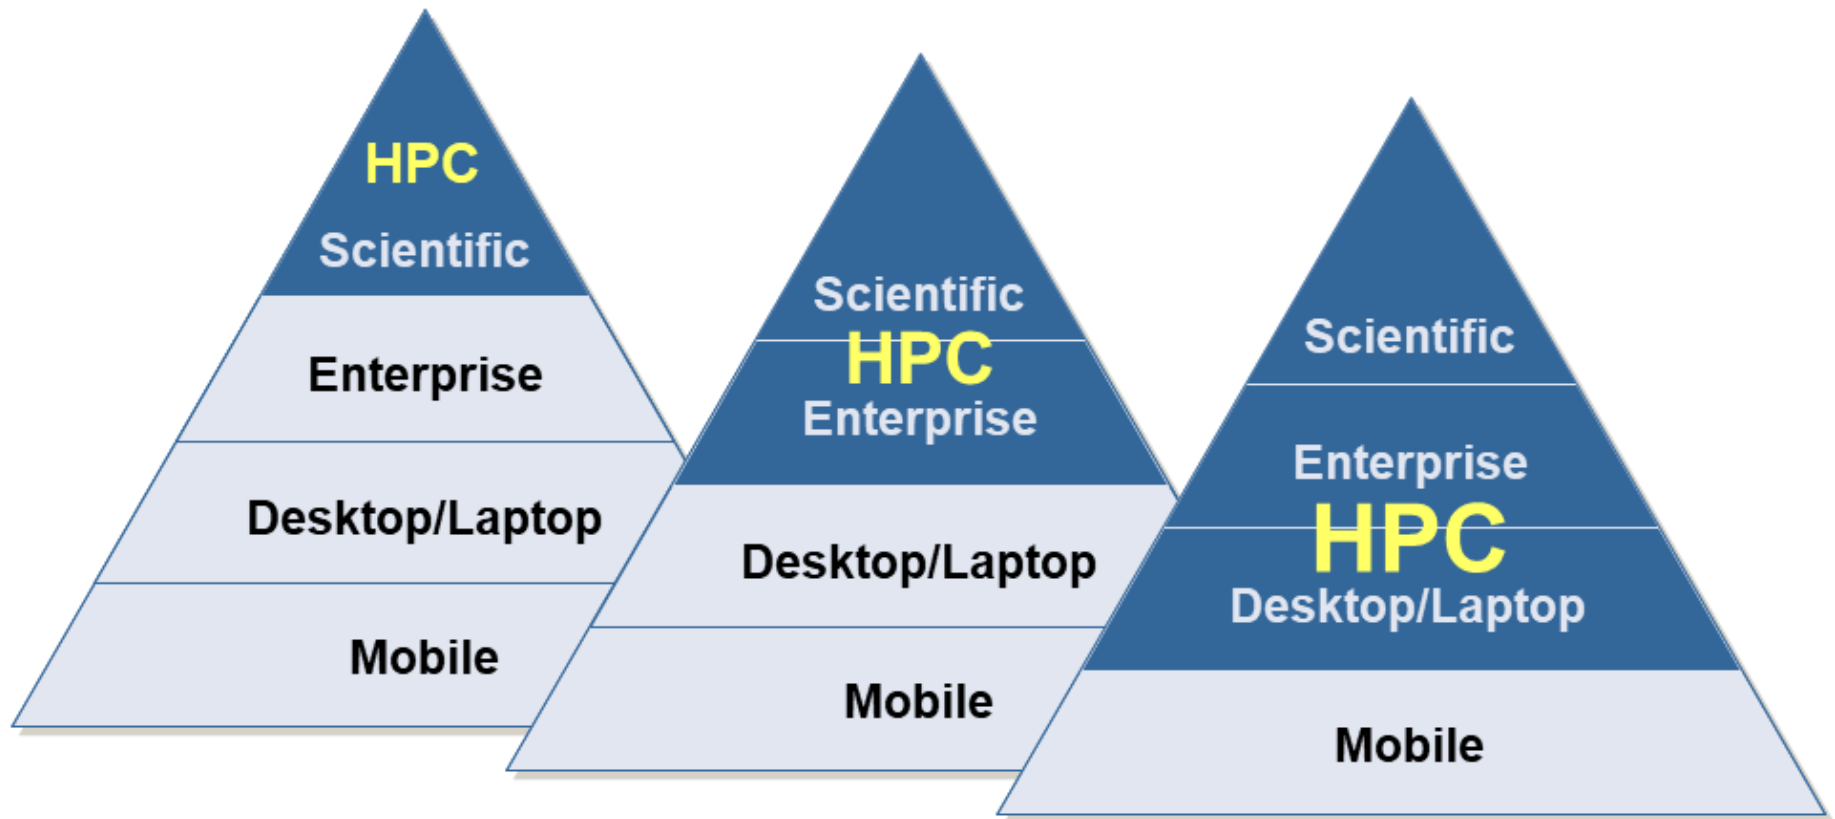 HPC
Scientific
Enterprise
Desktop/Laptop
Mobile
Scientific
HPC
Enterprise
Desktop/Laptop
Mobile
Scientific
Enterprise
HPC
Desktop/Laptop
Mobile